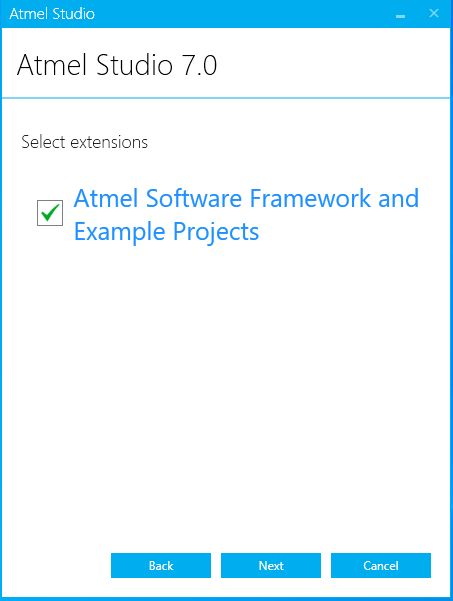 Atmel Studio
Atmel Studio 7.0
Select extensions
Atmel Software Framework and
Example Projects
Back
Next
Cancel